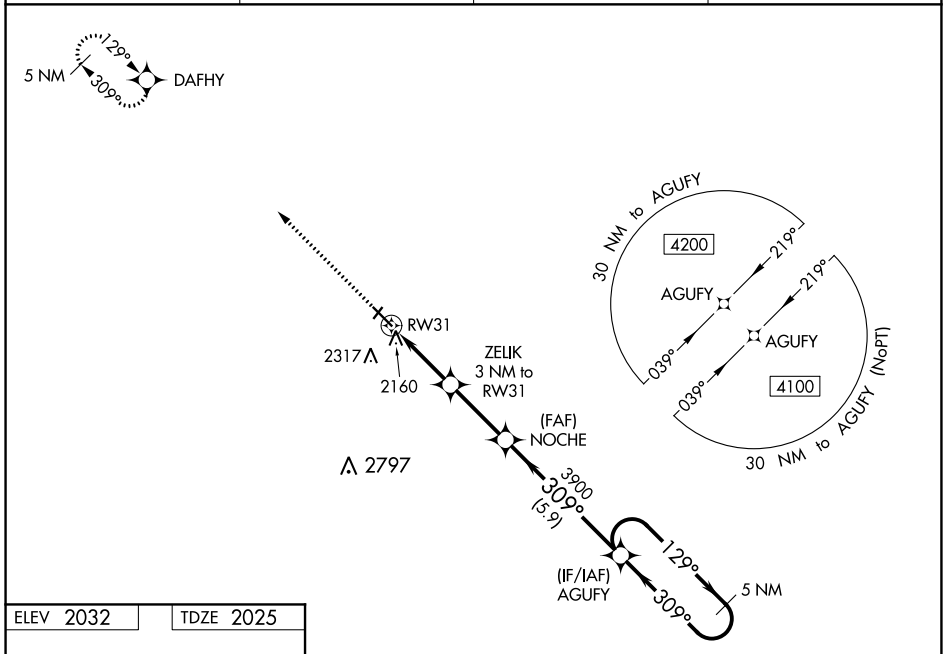 129°
5 NM
309°
DAFHY
30 NM to AGUFY
4200
219°
AGUFY
039°
219°
AGUFY
039°
4100
30 NM to AGUFY (NoPT)
RW31
2317
2160
ZELIK
3 NM to
RW31
(FAF)
NOCHE
2797
3900
309°
(5.9)
(IF/IAF)
AGUFY
129°
309°
5 NM
ELEV 2032
TDZE 2025